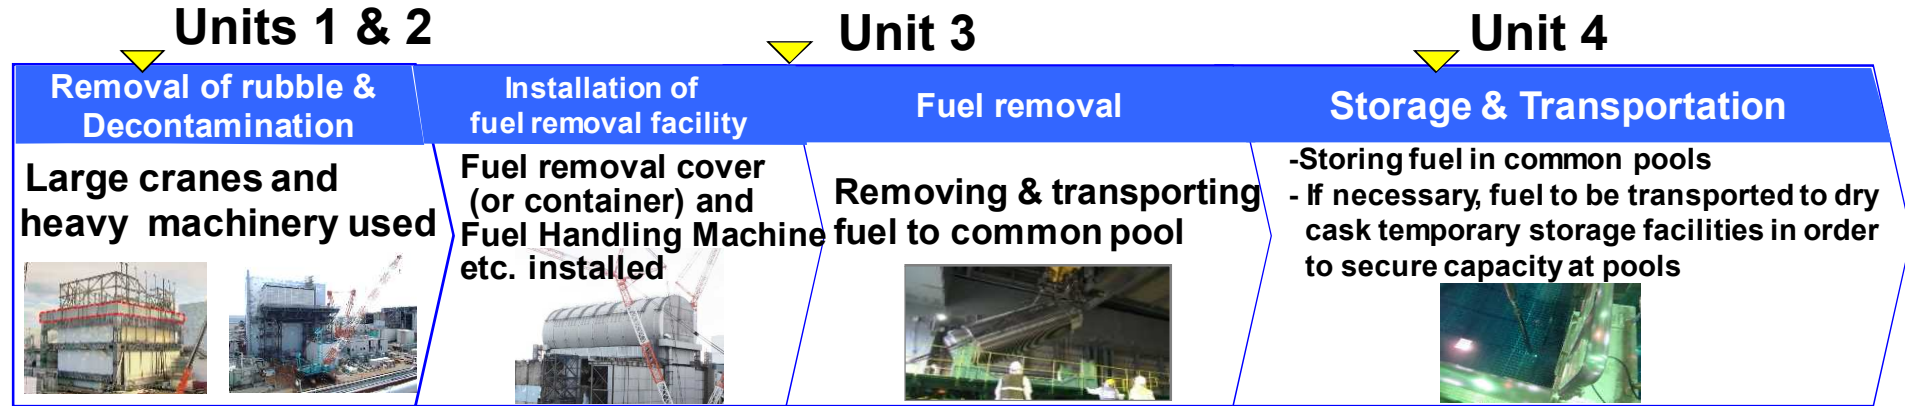 Units 1 & 2
Unit 3
Unit 4
Removal of rubble &
Decontamination
Installation of
fuel removal facility
Fuel removal
Storage & Transportation
Large cranes and
heavy machinery used
Fuel removal cover
(or container) and
Fuel Handling Machine
etc. installed
Removing & transporting
fuel to common pool
-Storing fuel in common pools
- If necessary, fuel to be transported to dry
cask temporary storage facilities in order
to secure capacity at pools